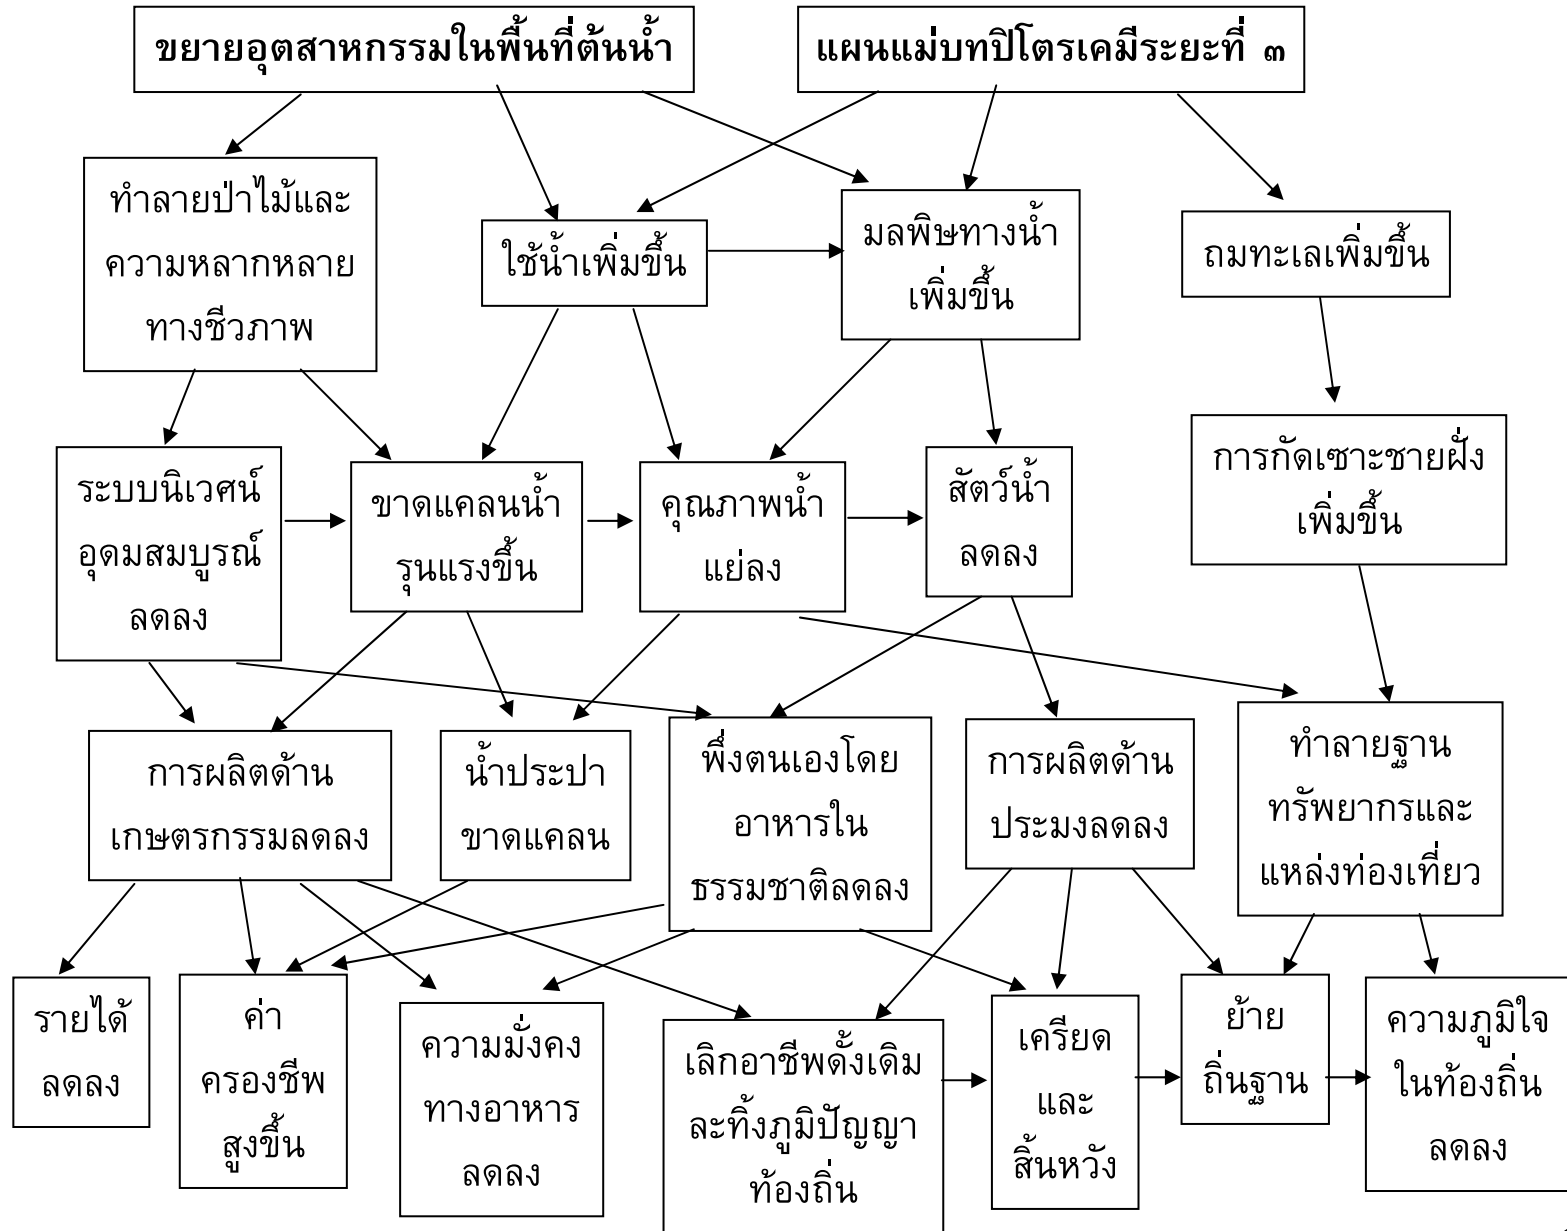 ขยายอุตสาหกรรมในพื้นที่ต้นน้ำ
แผนแม่บทปิโตรเคมีระยะที่ ๓
ทำลายป่าไม้และ
ความหลากหลาย
ทางชีวภาพ
ใช้น้ำเพิ่มขึ้น
มลพิษทางน้ำ
เพิ่มขึ้น
ถมทะเลเพิ่มขึ้น
ระบบนิเวศน์
อุดมสมบูรณ์
ลดลง
ขาดแคลนน้ำ
รุนแรงขึ้น
คุณภาพน้ำ
แย่ลง
สัตว์น้ำ
ลดลง
การกัดเซาะชายฝั่ง
เพิ่มขึ้น
การผลิตด้าน
เกษตรกรรมลดลง
น้ำประปา
ขาดแคลน
พึ่งตนเองโดย
อาหารใน
ธรรมชาติลดลง
การผลิตด้าน
ประมงลดลง
ทำลายฐาน
ทรัพยากรและ
แหล่งท่องเที่ยว
รายได้
ลดลง
ค่า
ครองชีพ
สูงขึ้น
ความมั่งคง
ทางอาหาร
ลดลง
เลิกอาชีพดั้งเดิม
ละทิ้งภูมิปัญญา
ท้องถิ่น
เครียด
และ
สิ้นหวัง
ย้าย
ถิ่นฐาน
ความภูมิใจ
ในท้องถิ่น
ลดลง